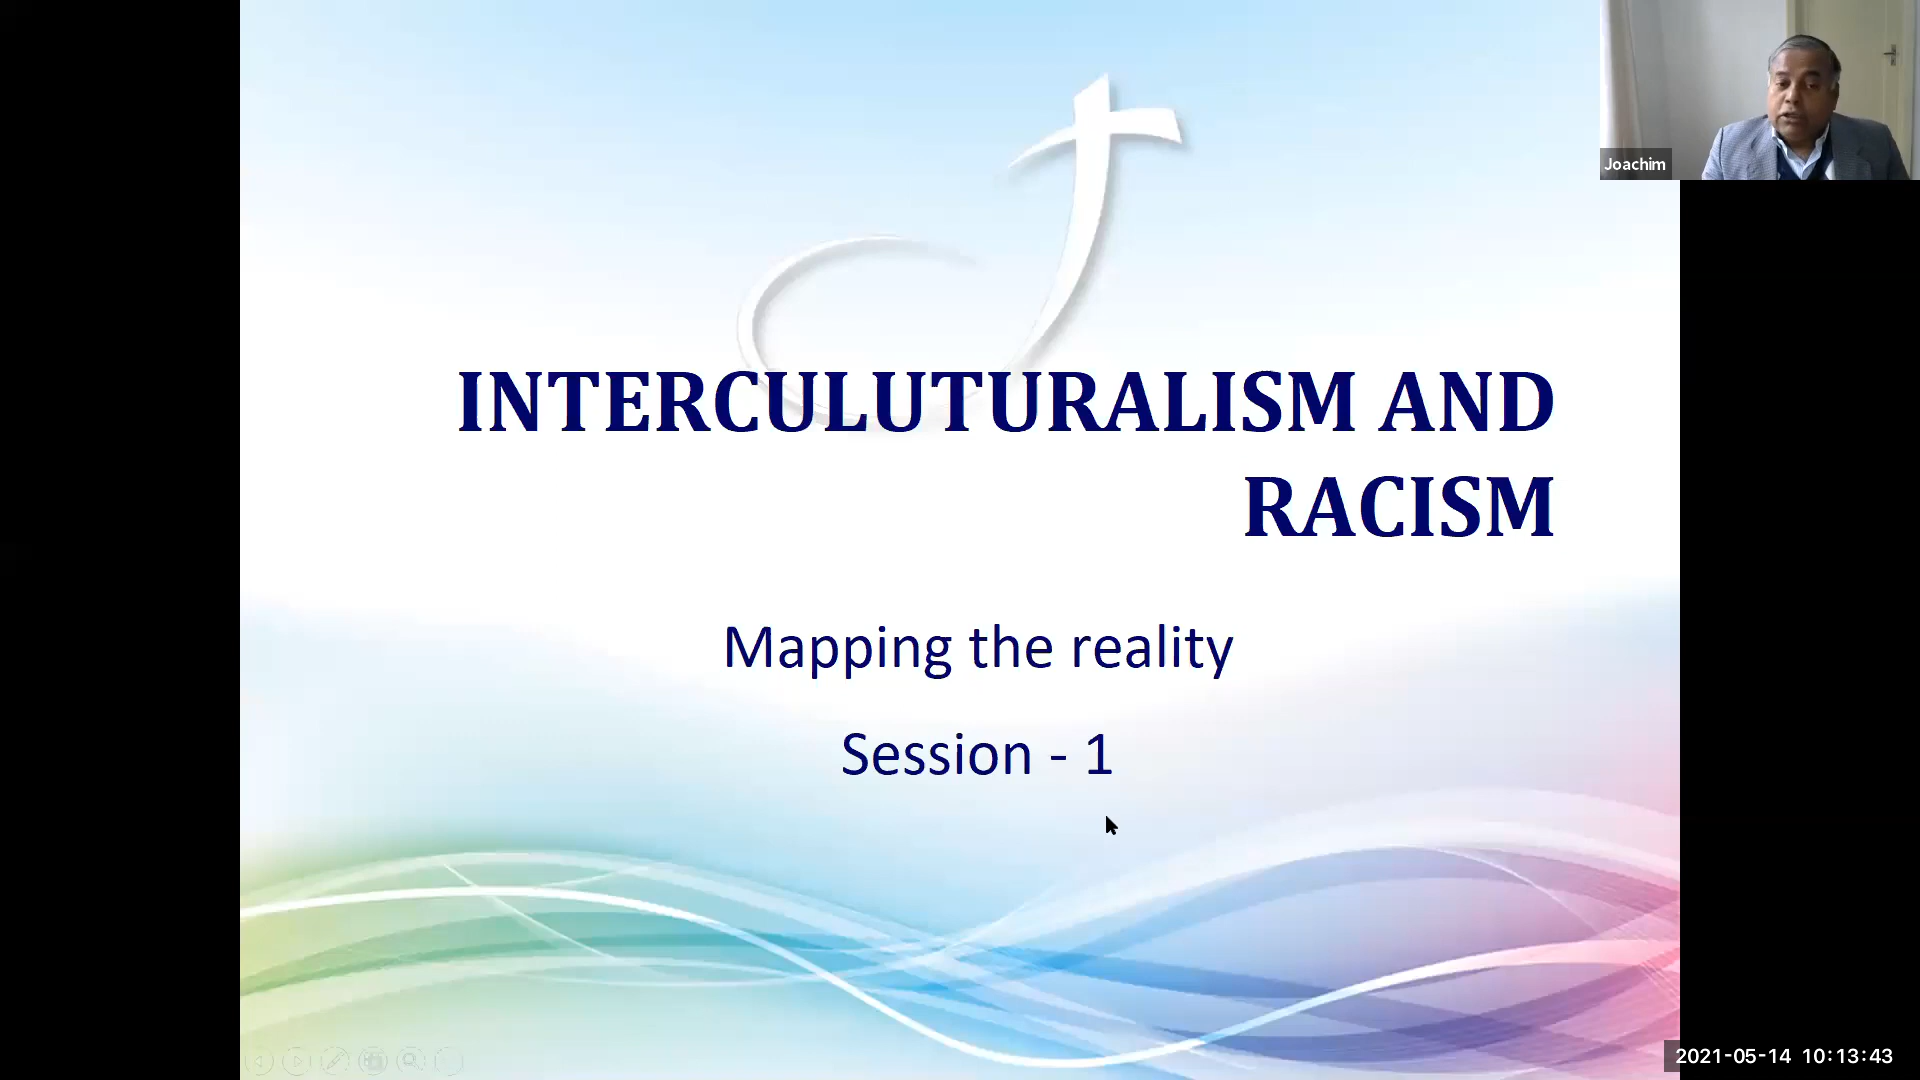 Joachim
INTERCULUTURALISM AND
RACISM
Mapping the reality
Session - 1
2021-05-14 10:13:43